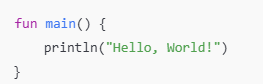 fun main() {
    println("Hello, World!")
}